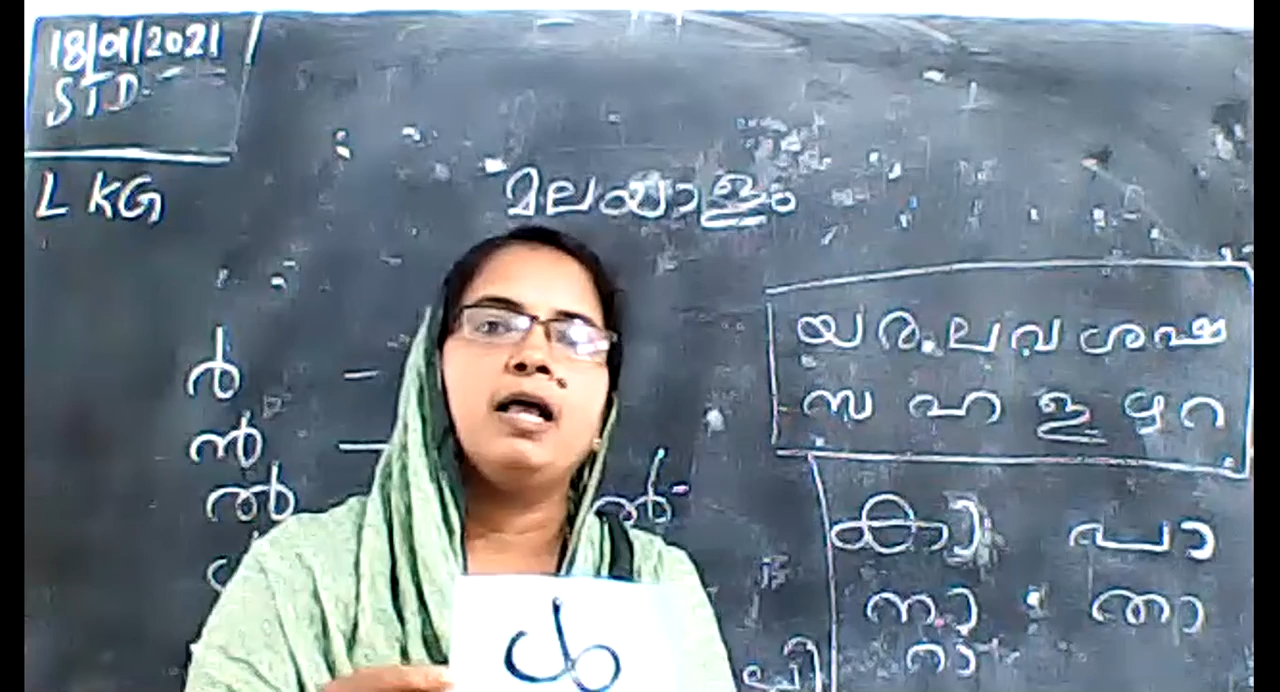 18/01/2021
STD
LKG
മലയാളം
യ ര ല വ ശ ഷ
സ ഹ ള ഴ റ
ർ –
ൻ –
ൽ
കാ പാ
നാ താ
റാ
ൾ